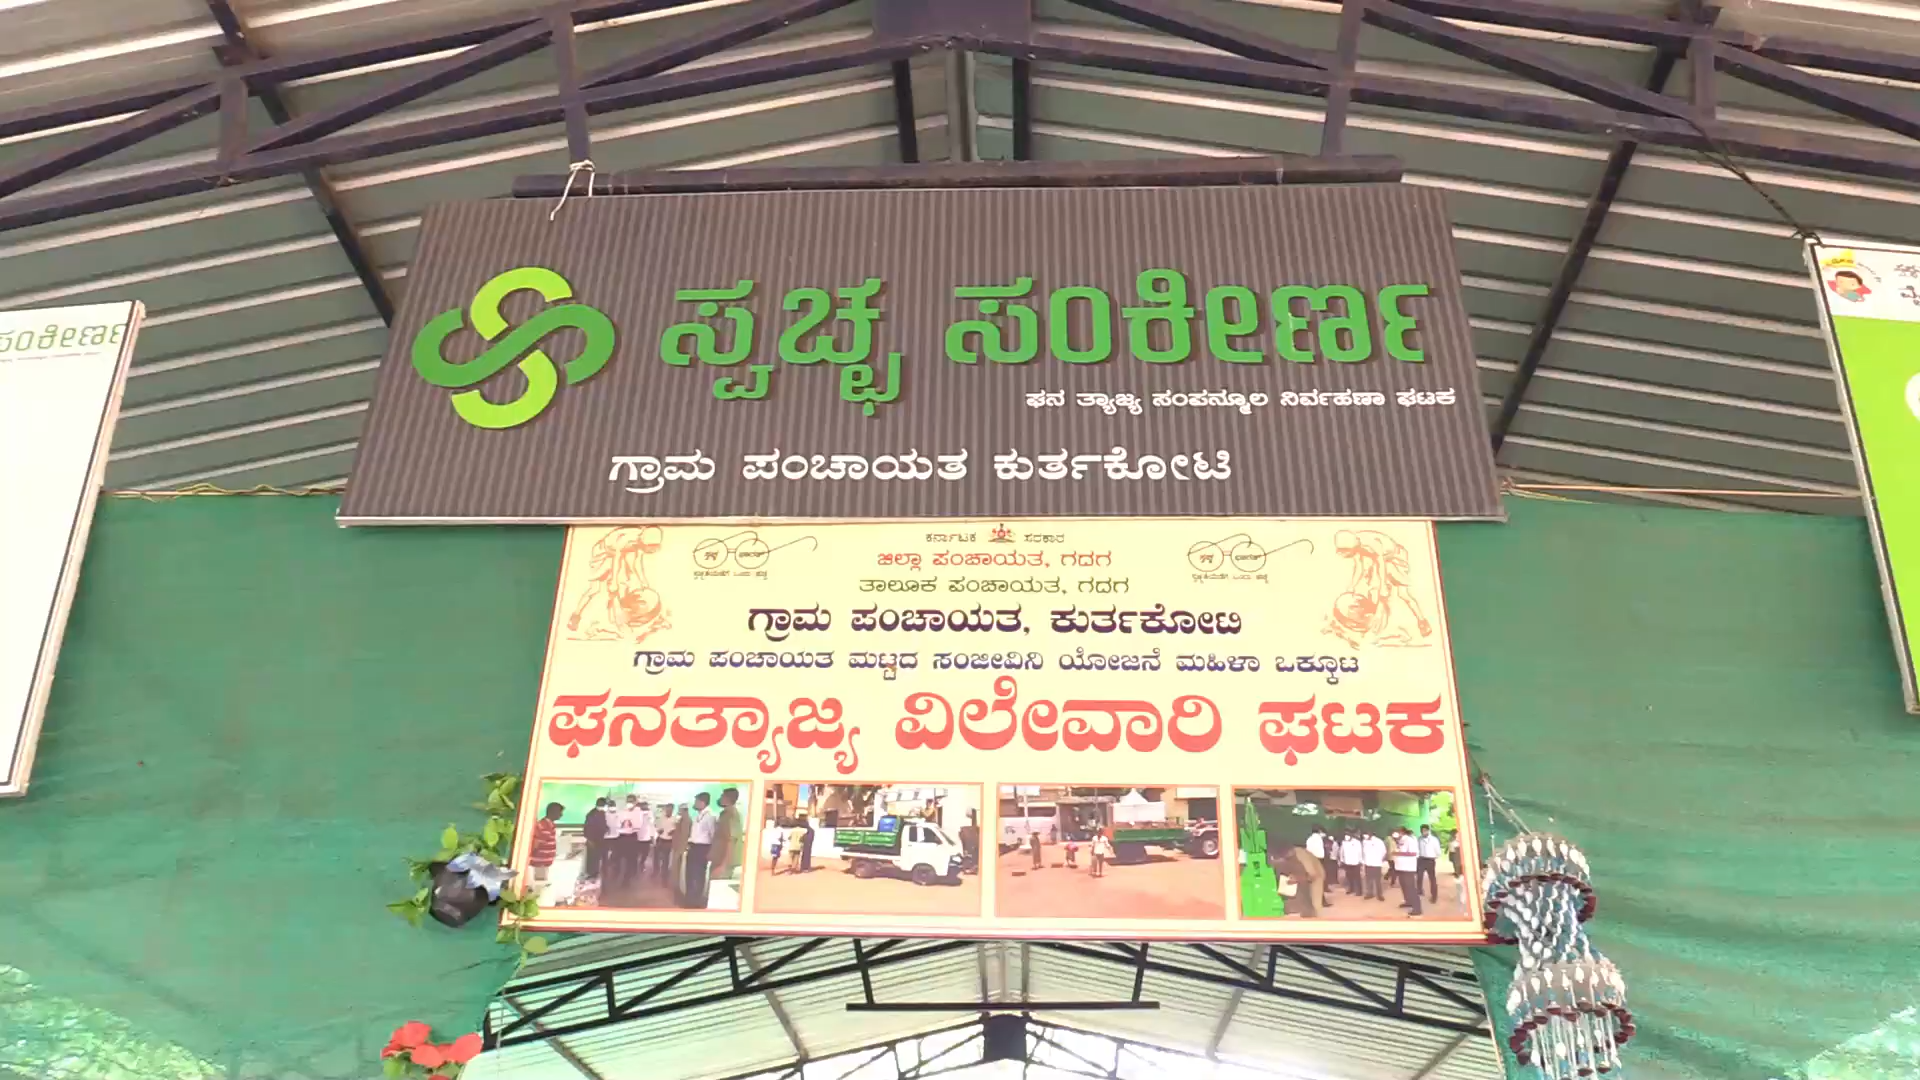 ಸ್ವಚ್ಛ ಸಂಕೀರ್ಣ
ಘನ ತ್ಯಾಜ್ಯ ಸಂಪನ್ಮೂಲ ನಿರ್ವಹಣಾ ಘಟಕ
ಗ್ರಾಮ ಪಂಚಾಯತ ಕುರ್ತಕೋಟಿ
ಸಂಕೀರ್ಣ
ಕರ್ನಾಟಕ ಸರಕಾರ
ಜಿಲ್ಲಾ ಪಂಚಾಯತ, ಗದಗ
ತಾಲೂಕ ಪಂಚಾಯತ, ಗದಗ
ಗ್ರಾಮ ಪಂಚಾಯತ, ಕುರ್ತಕೋಟಿ
ಗ್ರಾಮ ಪಂಚಾಯತ ಮಟ್ಟದ ಸಂಜೀವಿನಿ ಯೋಜನೆ ಮಹಿಳಾ ಒಕ್ಕೂಟ
ಘನತ್ಯಾಜ್ಯ ವಿಲೇವಾರಿ ಘಟಕ